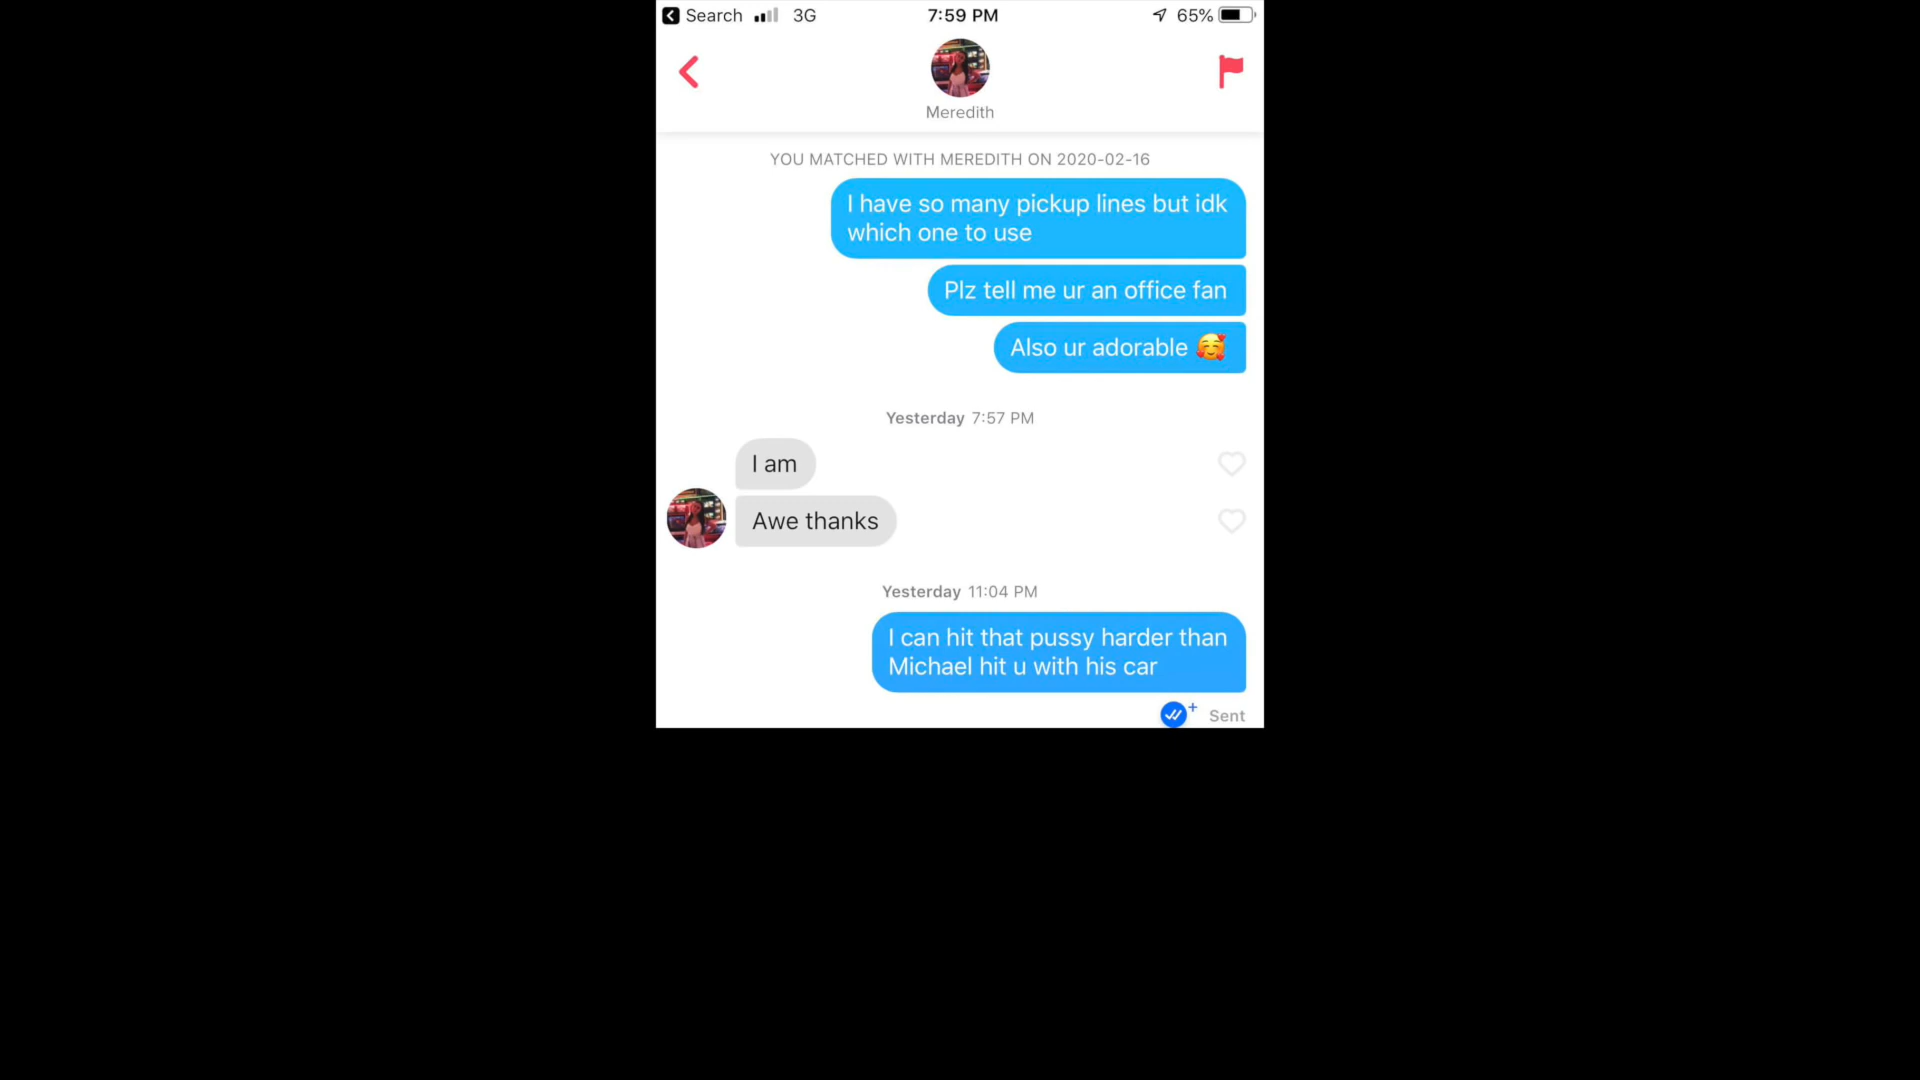 Search 3G 7:59 PM 65%
Meredith
YOU MATCHED WITH MEREDITH ON 2020-02-16
I have so many pickup lines but idk
which one to use
Plz tell me ur an office fan
Also ur adorable 🥰
Yesterday 7:57 PM
I am
Awe thanks
Yesterday 11:04 PM
I can hit that pussy harder than
Michael hit u with his car
Sent